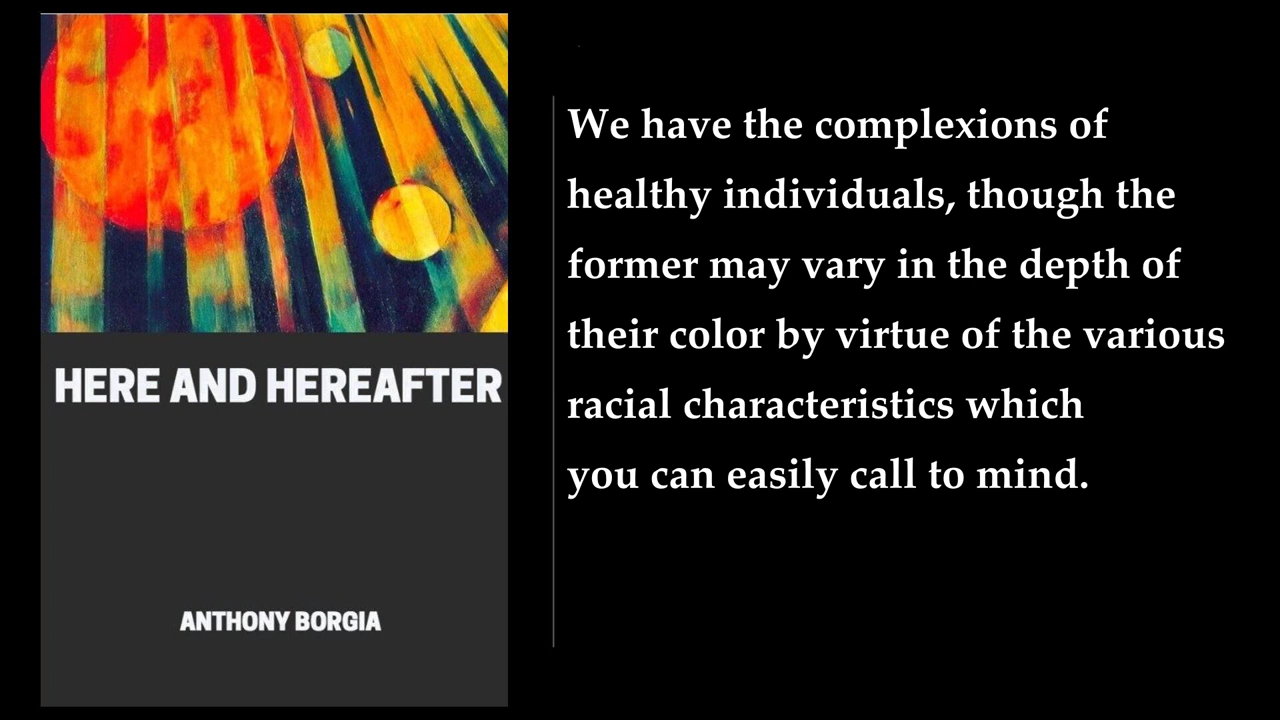 HERE AND HEREAFTER
ANTHONY BORGIA
We have the complexions of
healthy individuals, though the
former may vary in the depth of
their color by virtue of the various
racial characteristics which
you can easily call to mind.